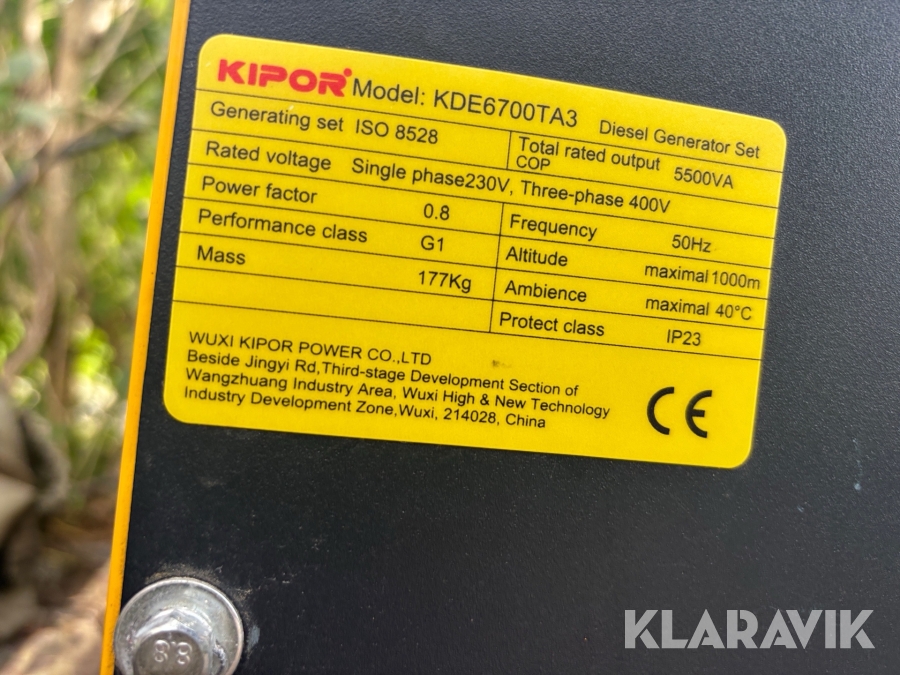 KIPOR® Model: KDE6700TA3 Diesel Generator Set
Generating set ISO 8528
Total rated output 5500VA
COP
Rated voltage Single phase230V, Three-phase 400V
Power factor 0.8
Frequency 50Hz
Performance class G1
Altitude maximal 1000m
Mass 177Kg
Ambience maximal 40°C
Protect class IP23
WUXI KIPOR POWER CO.,LTD
Beside Jingyi Rd,Third-stage Development Section of
Wangzhuang Industry Area, Wuxi High & New Technology
Industry Development Zone,Wuxi, 214028, China
CE
8.8
KLARAVIK